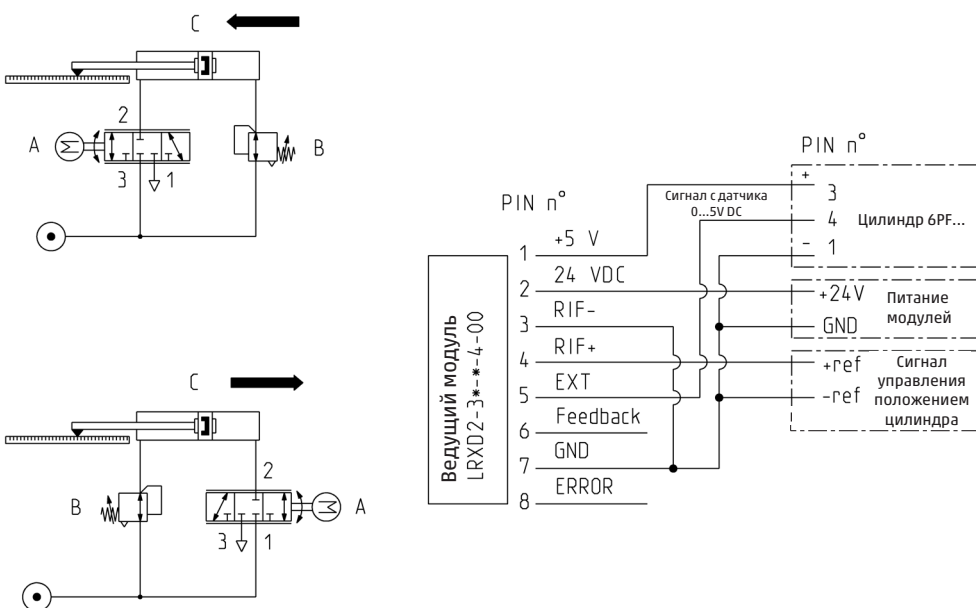 C
2
A
M
B
3
1
C
2
B
M
A
3
1
PIN n°
Ведущий модуль
LRXD2-3*-*-4-00
1
+5 V
2
24 VDC
3
RIF-
4
RIF+
5
EXT
6
Feedback
7
GND
8
ERROR
Сигнал с датчика
0...5V DC
PIN n°
+
3
4
- 1
Цилиндр 6PF...
+24V
GND
Питание
модулей
+ref
-ref
Сигнал
управления
положением
цилиндра